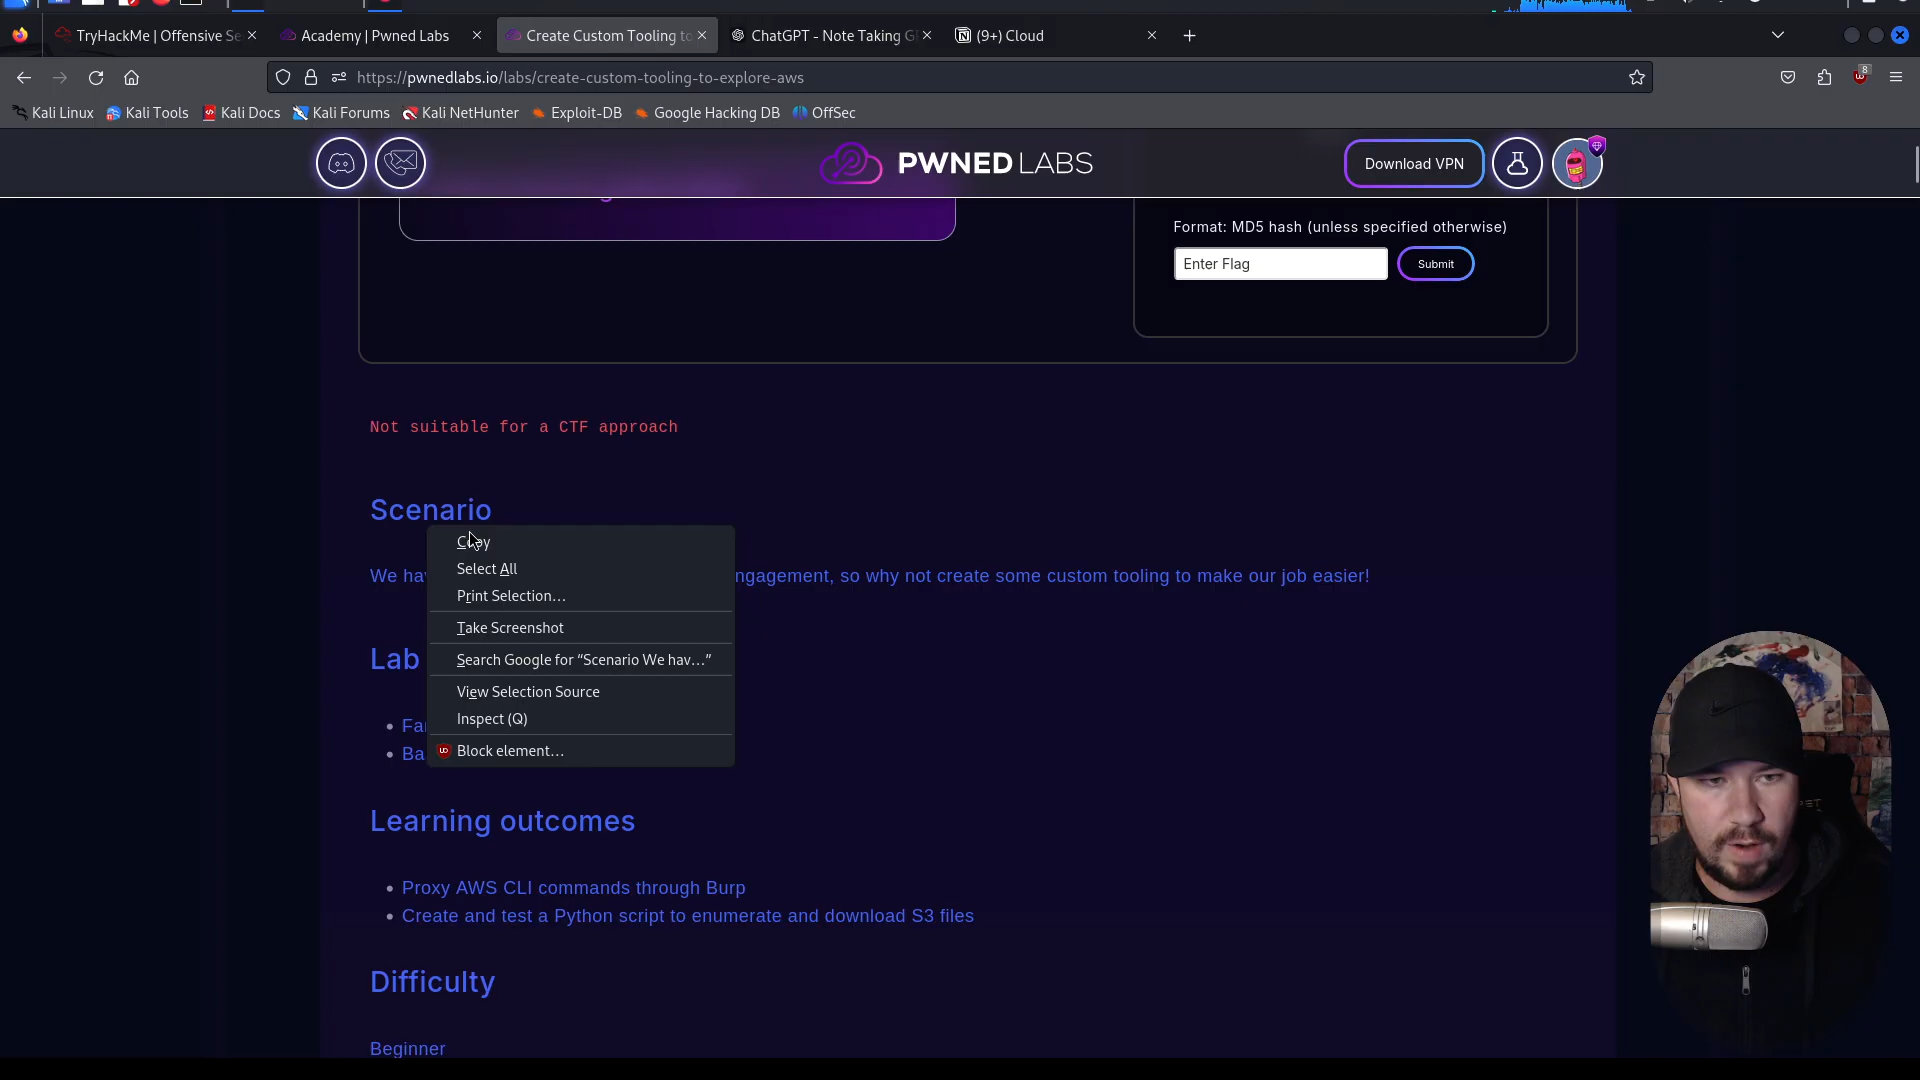 TryHackMe | Offensive Se
Academy | Pwned Labs
Create Custom Tooling to
ChatGPT - Note Taking G
(9+) Cloud
https://pwnedlabs.io/labs/create-custom-tooling-to-explore-aws
8
Kali Linux
Kali Tools
Kali Docs
Kali Forums
Kali NetHunter
Exploit-DB
Google Hacking DB
OffSec
PWNED LABS
Download VPN
Format: MD5 hash (unless specified otherwise)
Enter Flag
Submit
Not suitable for a CTF approach
Scenario
We hav
ngagement, so why not create some custom tooling to make our job easier!
Copy
Select All
Print Selection…
Take Screenshot
Search Google for “Scenario We hav…”
View Selection Source
Inspect (Q)
Block element…
Lab
Fa
Ba
Learning outcomes
Proxy AWS CLI commands through Burp
Create and test a Python script to enumerate and download S3 files
Difficulty
Beginner